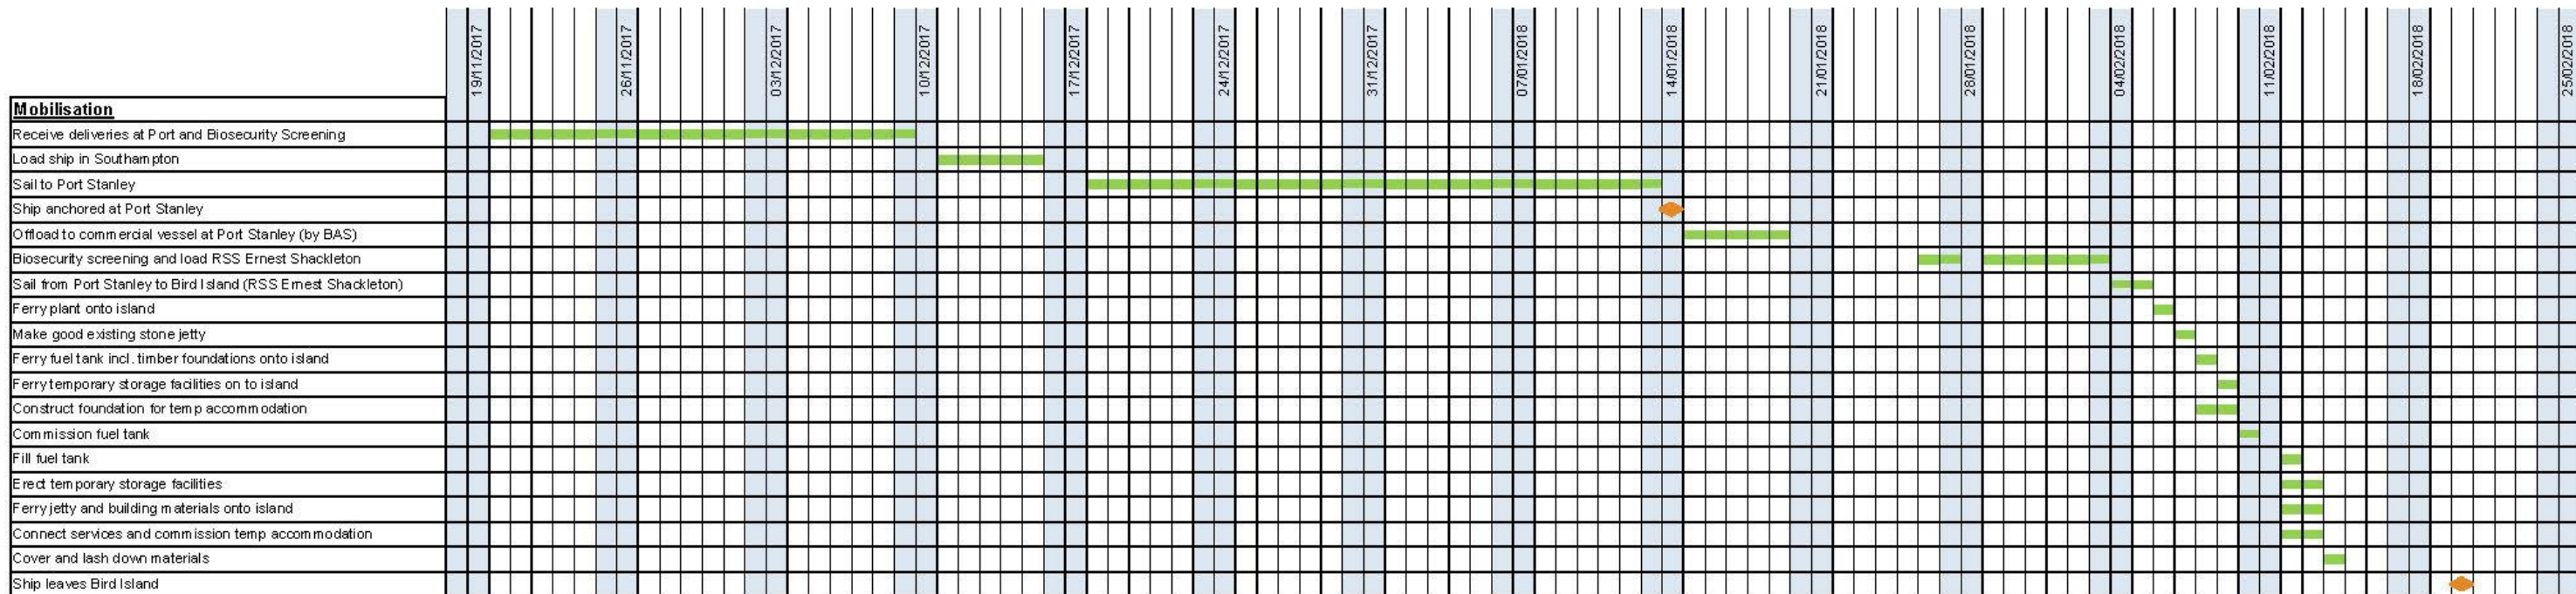 19/11/2017
26/11/2017
03/12/2017
10/12/2017
17/12/2017
24/12/2017
31/12/2017
07/01/2018
14/01/2018
21/01/2018
28/01/2018
04/02/2018
11/02/2018
18/02/2018
25/02/2018
Mobilisation
Receive deliveries at Port and Biosecurity Screening
Load ship in Southampton
Sail to Port Stanley
Ship anchored at Port Stanley
Offload to commercial vessel at Port Stanley (by BAS)
Biosecurity screening and load RSS Ernest Shackleton
Sail from Port Stanley to Bird Island (RSS Ernest Shackleton)
Ferry plant onto island
Make good existing stone jetty
Ferry fuel tank incl. timber foundations onto island
Ferry temporary storage facilities on to island
Construct foundation for temp accommodation
Commission fuel tank
Fill fuel tank
Erect temporary storage facilities
Ferry jetty and building materials onto island
Connect services and commission temp accommodation
Cover and lash down materials
Ship leaves Bird Island